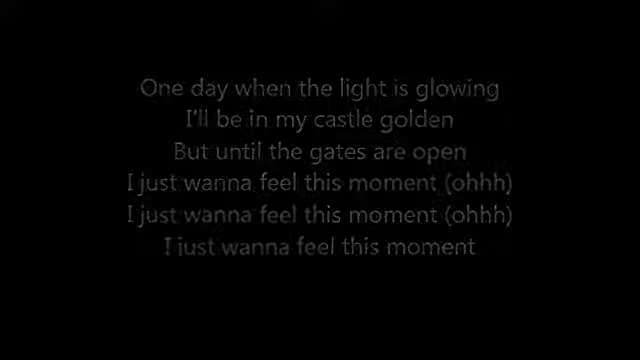 One day when the light is glowing
I'll be in my castle golden
But until the gates are open
I just wanna feel this moment (ohhh)
I just wanna feel this moment (ohhh)
I just wanna feel this moment